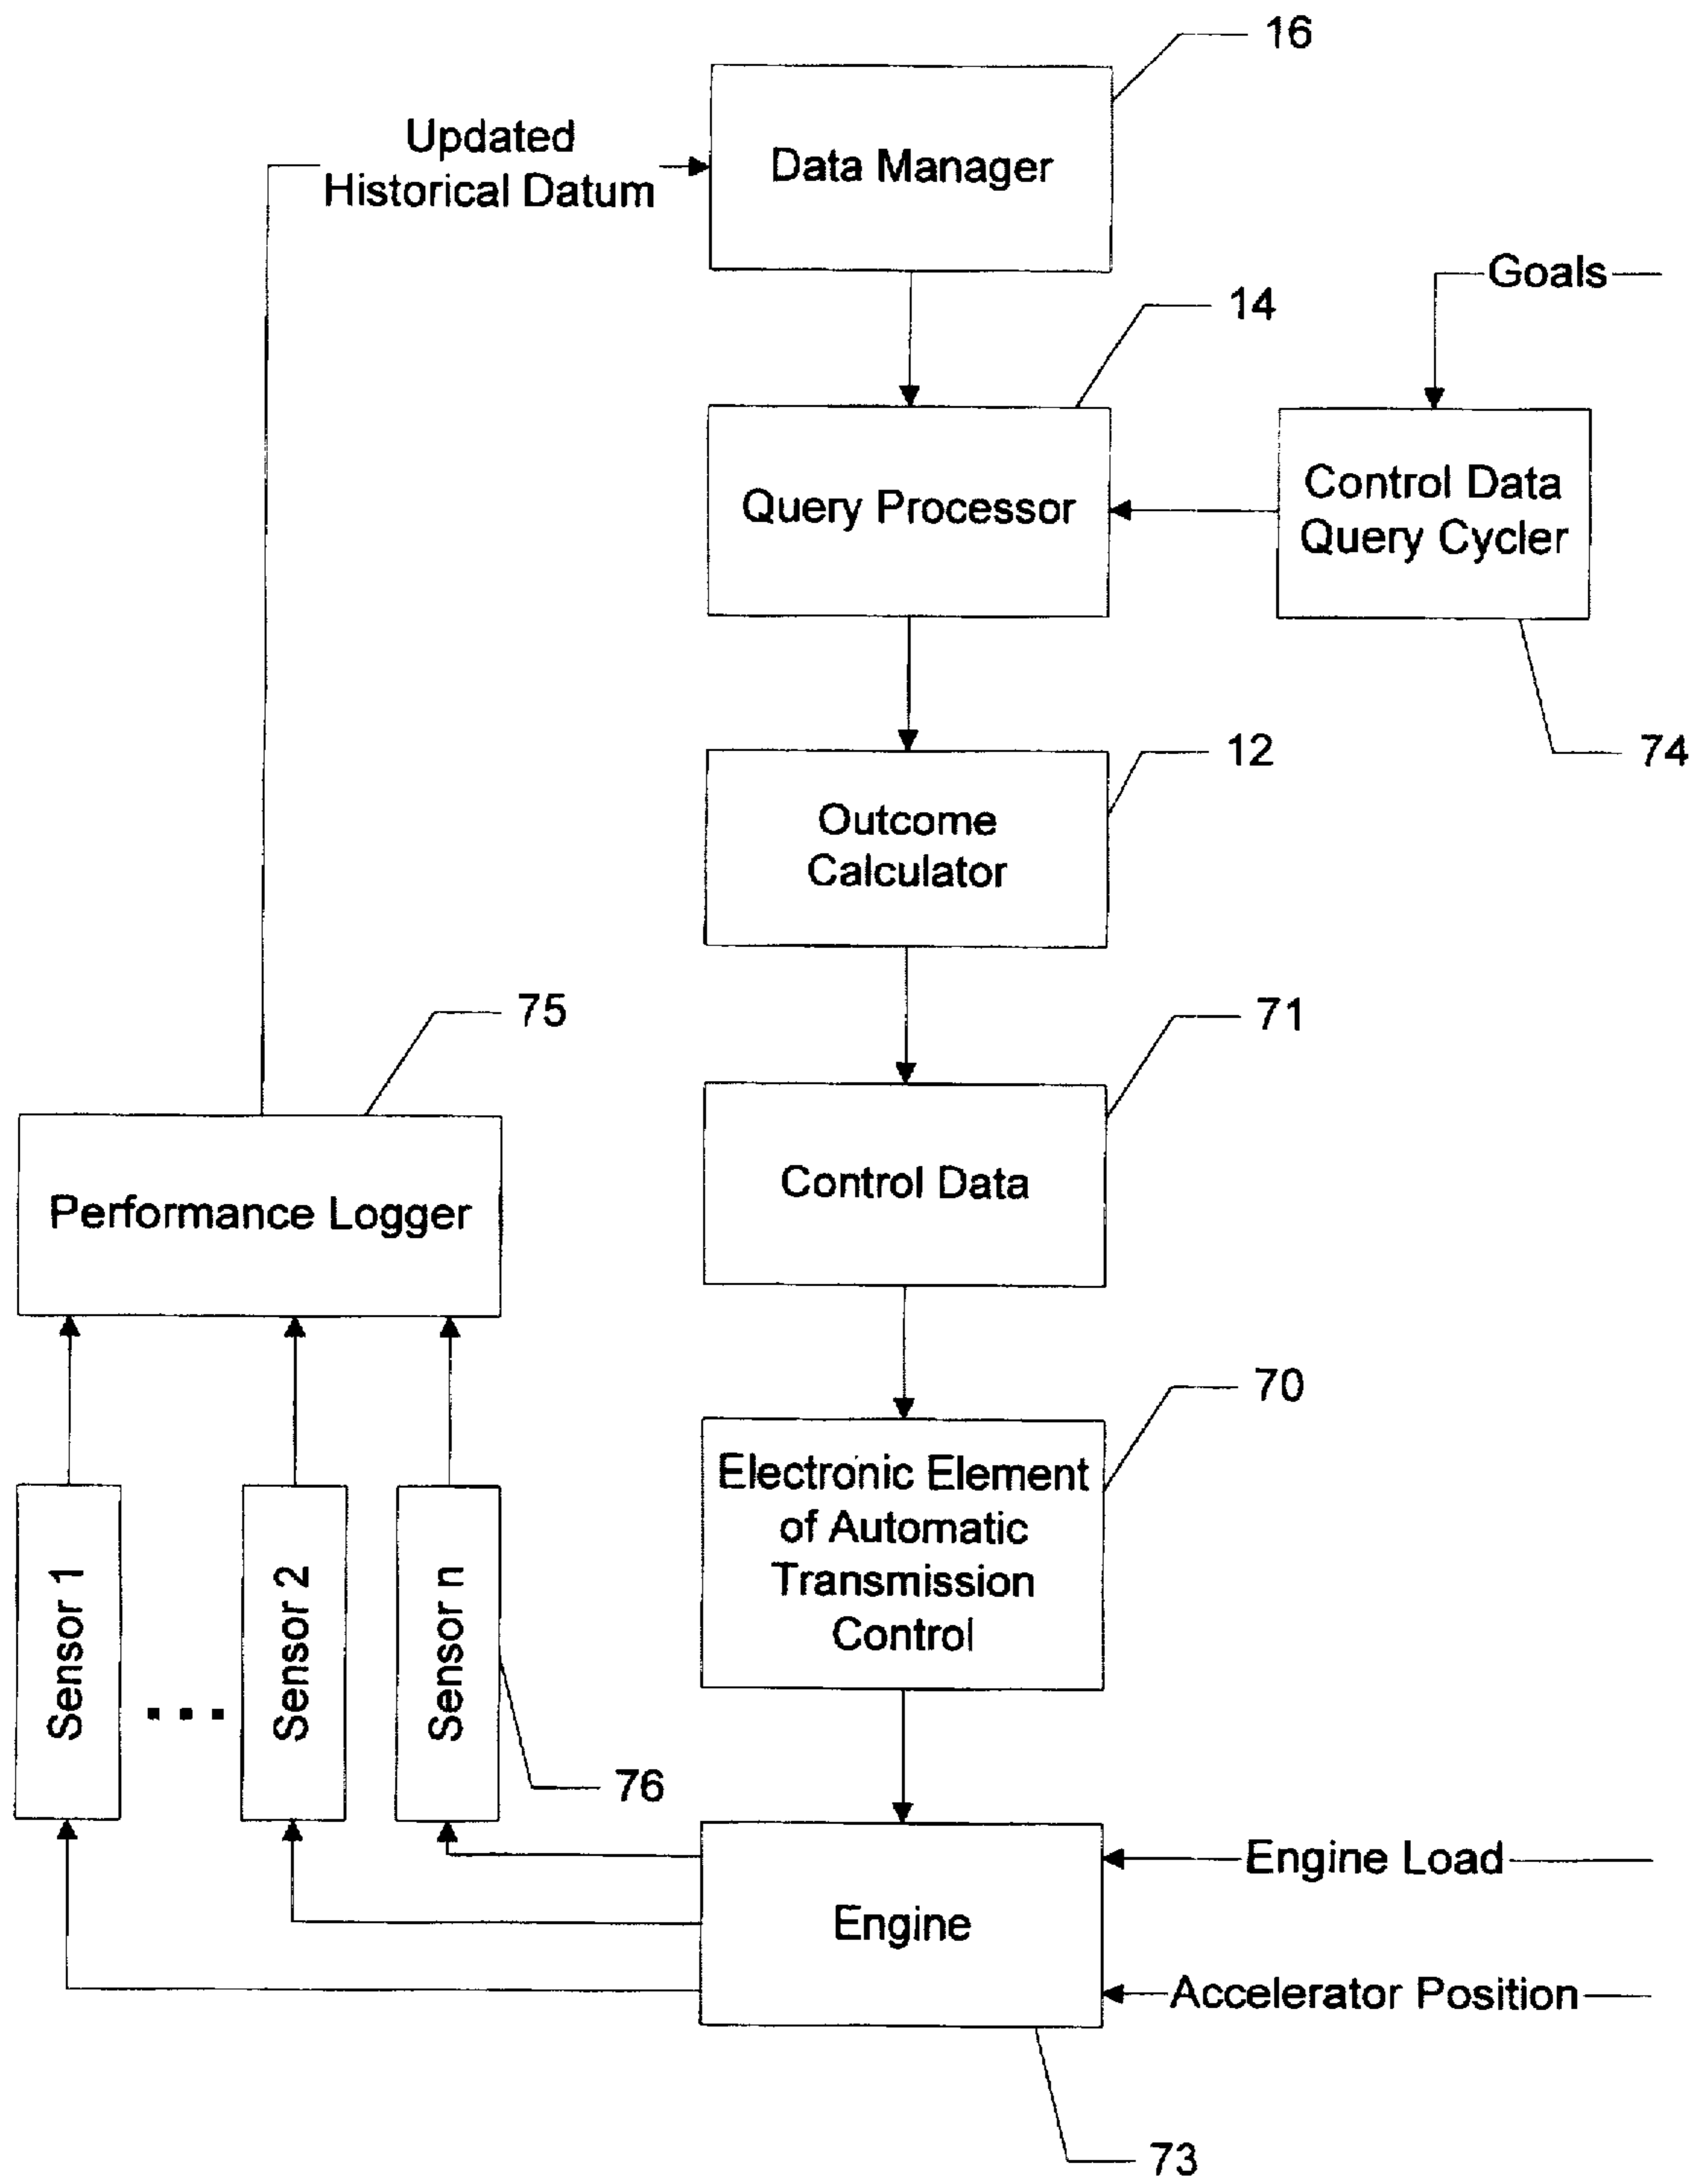 16
Updated
Historical Datum
Data Manager
Goals
14
Query Processor
Control Data
Query Cycler
12
74
Outcome
Calculator
75
71
Performance Logger
Control Data
70
Electronic Element
of Automatic
Transmission
Control
Sensor 1
...
Sensor 2
Sensor n
76
Engine Load
Engine
Accelerator Position
73